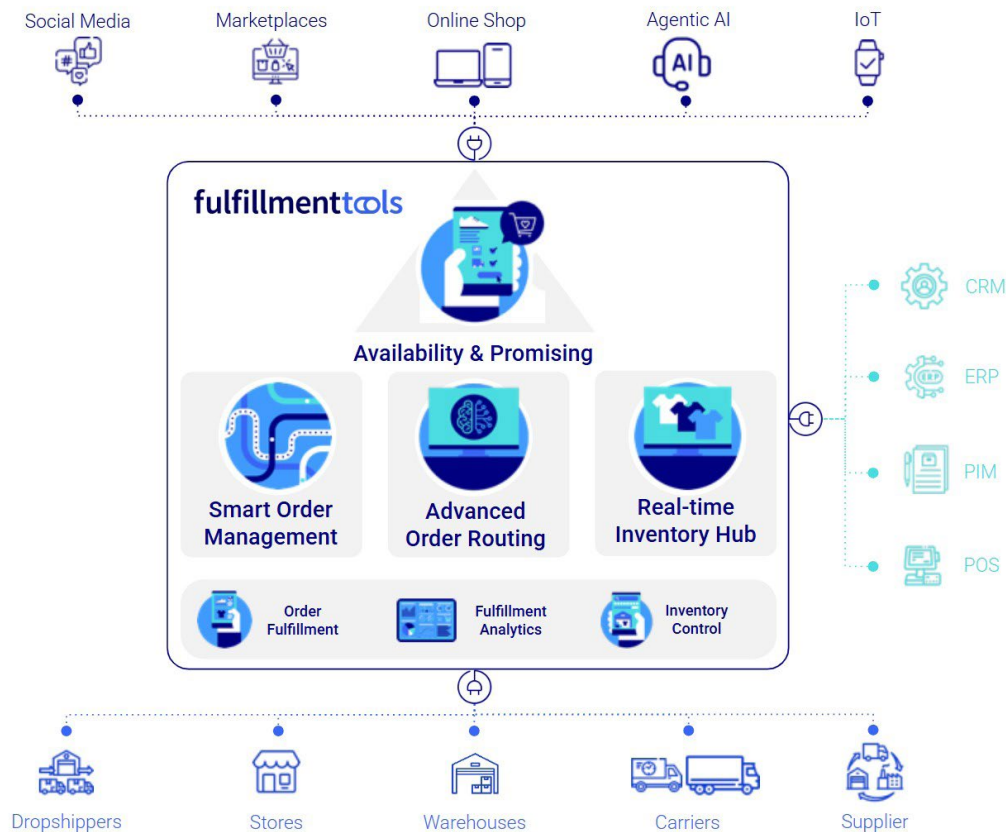 Social Media
Marketplaces
Online Shop
Agentic AI
IoT
#
AI
fulfillmenttools
Availability & Promising
CRM
ERP
ERP
PIM
POS
Smart Order
Management
Advanced
Order Routing
Real-time
Inventory Hub
Order
Fulfillment
Fulfillment
Analytics
Inventory
Control
Dropshippers
Stores
Warehouses
Carriers
Supplier